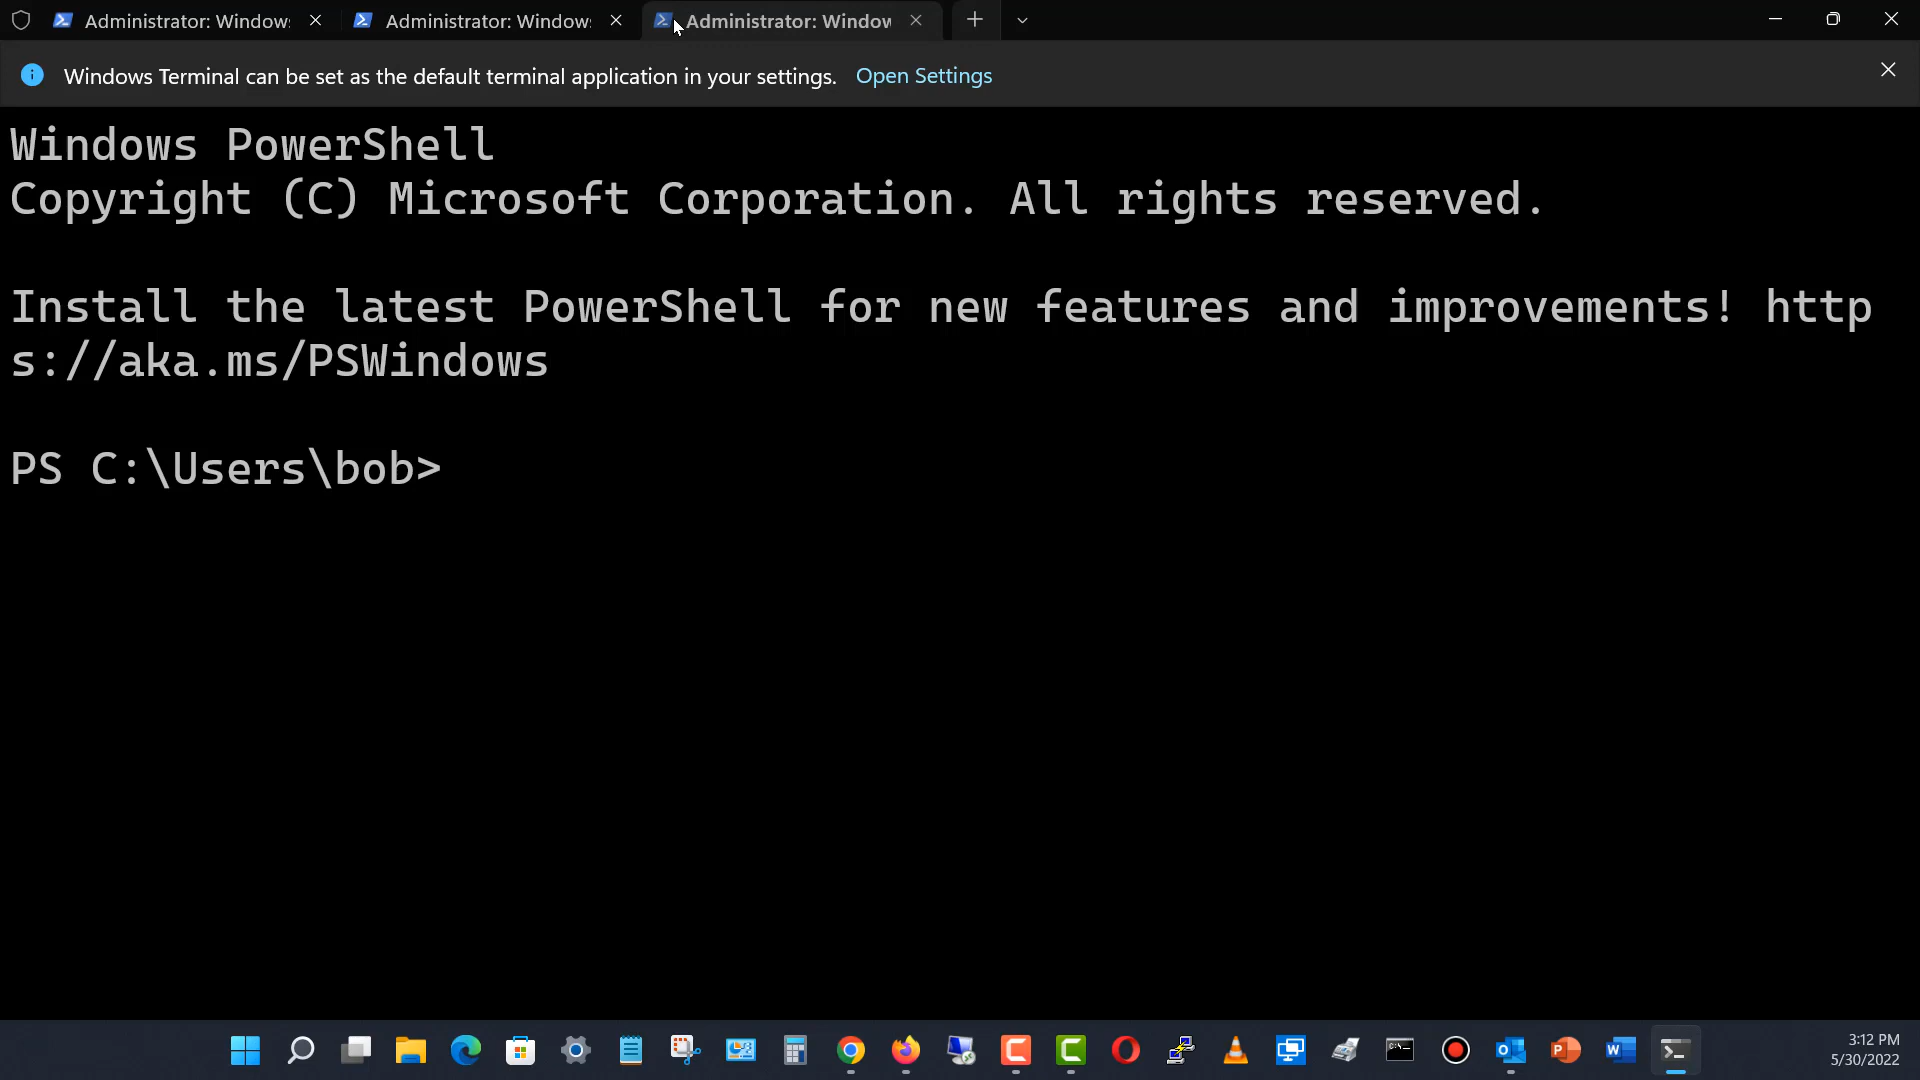 Administrator: Window
Administrator: Window
Administrator: Window
Windows Terminal can be set as the default terminal application in your settings. Open Settings
Windows PowerShell
Copyright (C) Microsoft Corporation. All rights reserved.
Install the latest PowerShell for new features and improvements! http
s://aka.ms/PSWindows
PS C:\Users\bob>
3:12 PM
5/30/2022